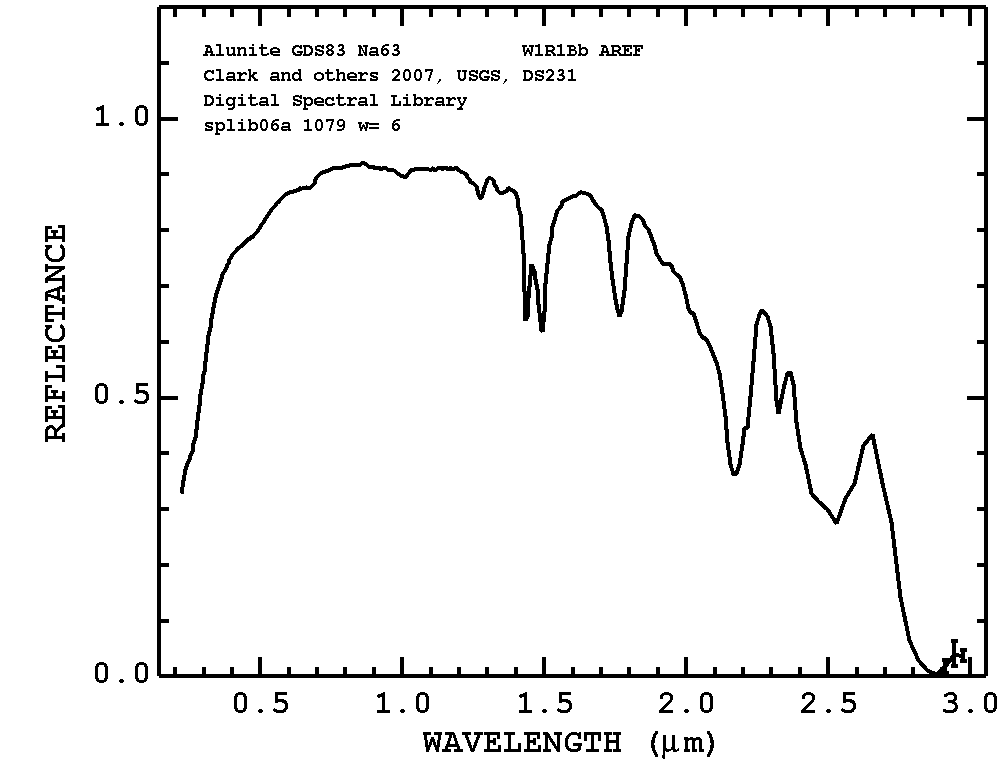 Alunite GDS83 Na63 W1R1Bb AREF
Clark and others 2007, USGS, DS231
Digital Spectral Library
splib06a 1079 w= 6
1.0
0.5
0.0
REFLECTANCE
0.5 1.0 1.5 2.0 2.5 3.0
WAVELENGTH (μm)